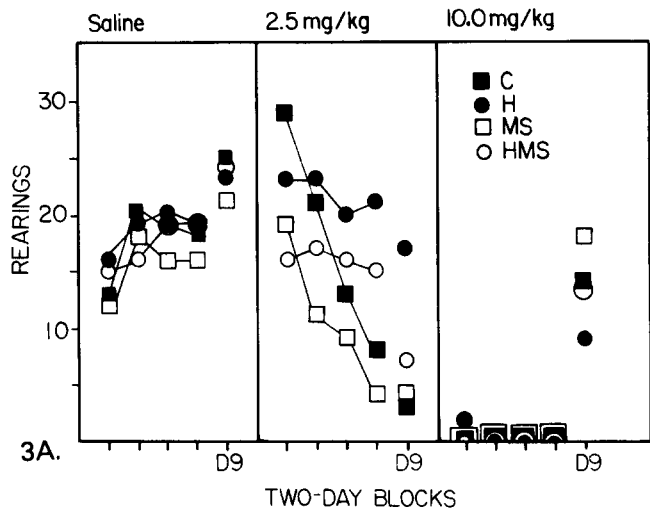 Saline 2.5 mg/kg 10.0 mg/kg
C
H
MS
HMS
30
20
10
REARINGS
3A.
D9 D9 D9
TWO-DAY BLOCKS